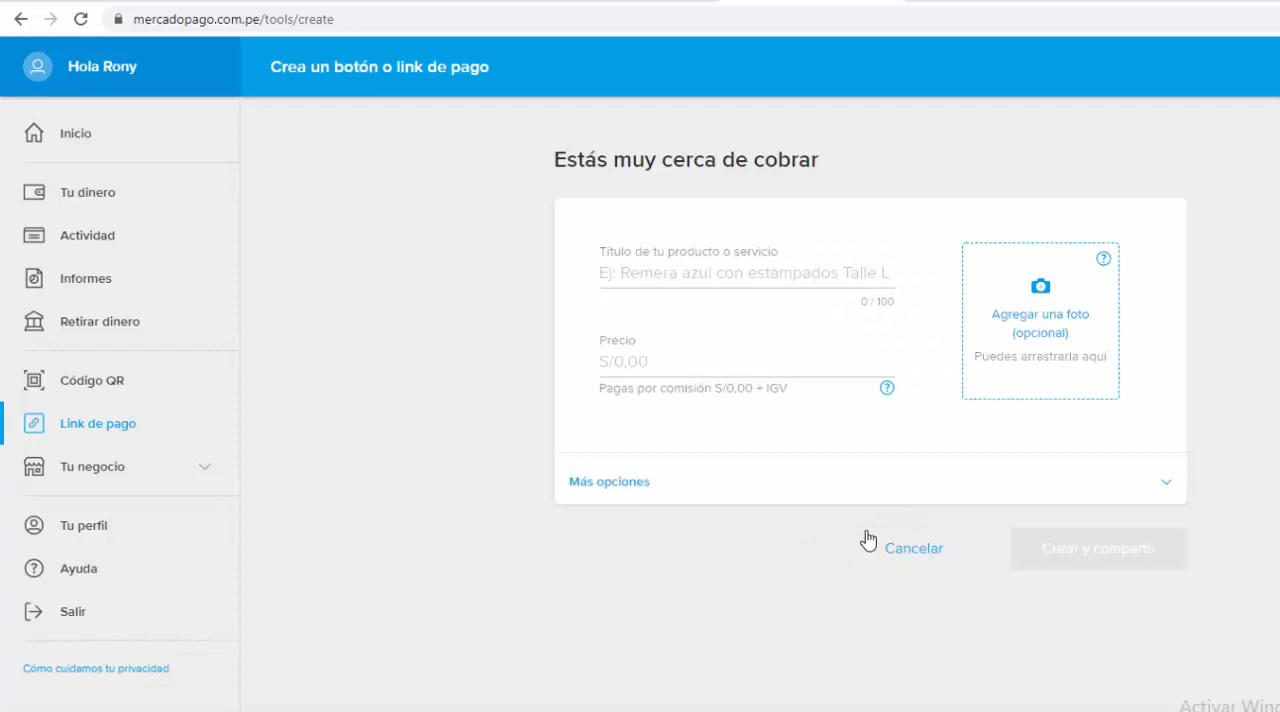 mercadopago.com.pe/tools/create
Hola Rony
Crea un botón o link de pago
Inicio
Tu dinero
Actividad
Informes
Retirar dinero
Código QR
Link de pago
Tu negocio
Tu perfil
Ayuda
Salir
Cómo cuidamos tu privacidad
Estás muy cerca de cobrar
Título de tu producto o servicio
Ej: Remera azul con estampados Talle L
0 / 100
Precio
S/0,00
Pagas por comisión S/0,00 + IGV
?
?
Agregar una foto
(opcional)
Puedes arrastrarla aquí
Más opciones
Cancelar
Crear y compartir
Activar Wind